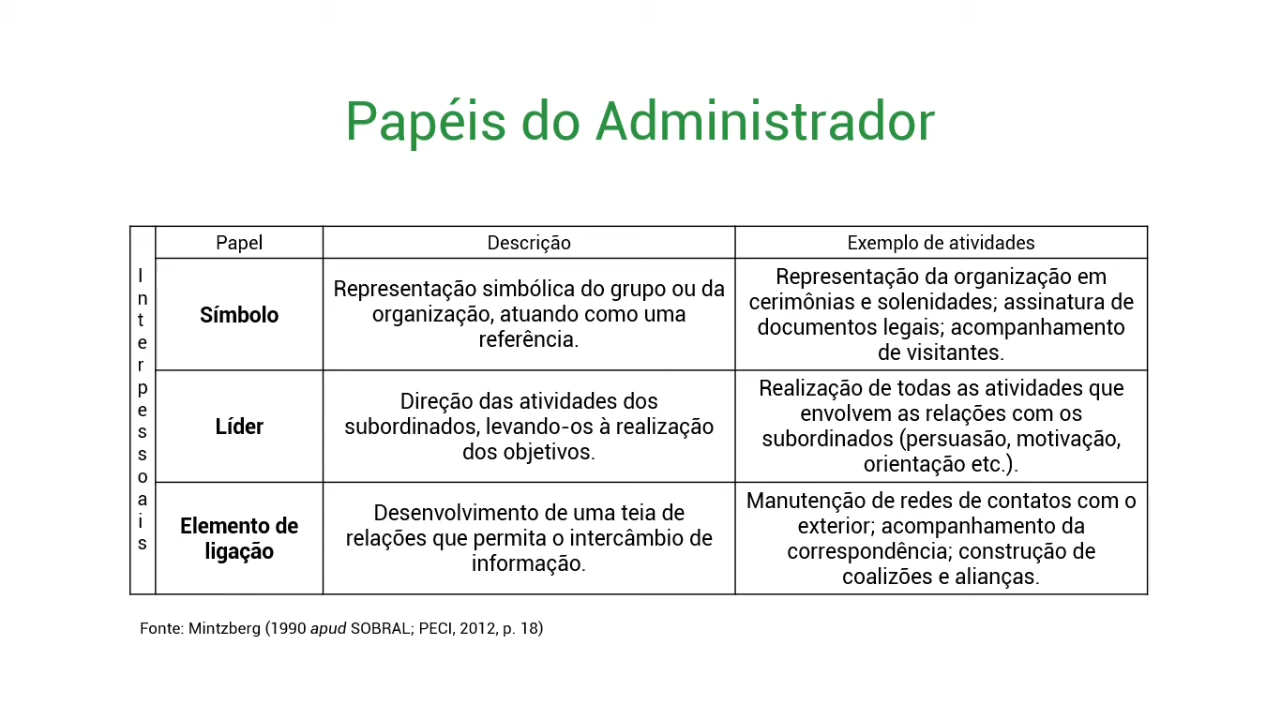 Papéis do Administrador
Papel
Descrição
Exemplo de atividades
Interpessoais
Símbolo
Representação simbólica do grupo ou da
organização, atuando como uma
referência.
Representação da organização em
cerimônias e solenidades; assinatura de
documentos legais; acompanhamento
de visitantes.
Líder
Direção das atividades dos
subordinados, levando-os à realização
dos objetivos.
Realização de todas as atividades que
envolvem as relações com os
subordinados (persuasão, motivação,
orientação etc.).
Elemento de
ligação
Desenvolvimento de uma teia de
relações que permita o intercâmbio de
informação.
Manutenção de redes de contatos com o
exterior; acompanhamento da
correspondência; construção de
coalizões e alianças.
Fonte: Mintzberg (1990 apud SOBRAL; PECI, 2012, p. 18)